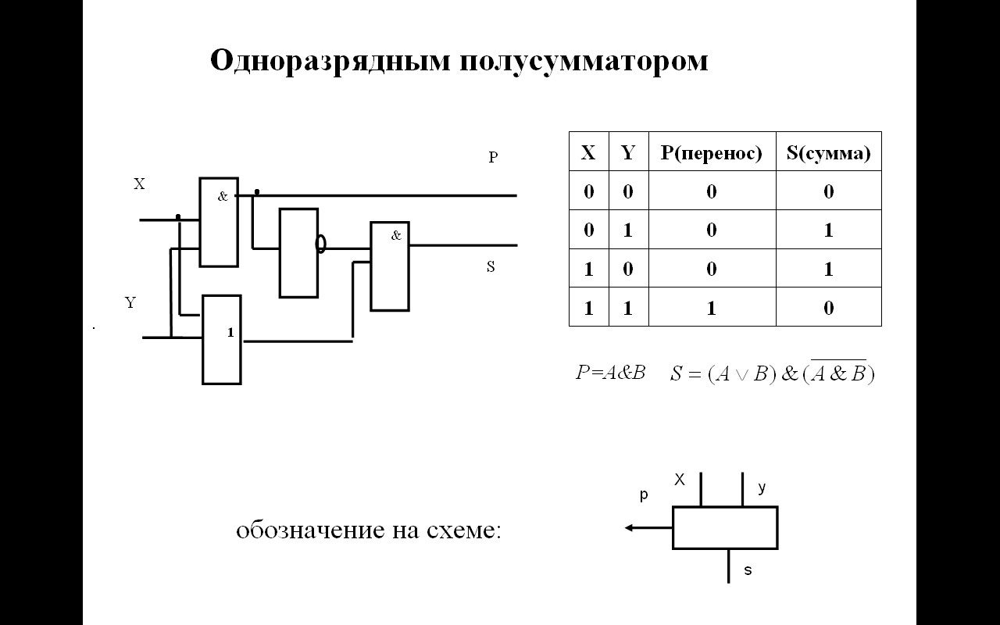 Одноразрядным полусумматором
P
X
&
&
S
Y
1
.
X Y P(перенос) S(сумма)
0 0 0 0
0 1 0 1
1 0 0 1
1 1 1 0
P=A&B S = (A ∨ B) & (A̅ ̅&̅ ̅B̅)
X
y
p
обозначение на схеме:
s